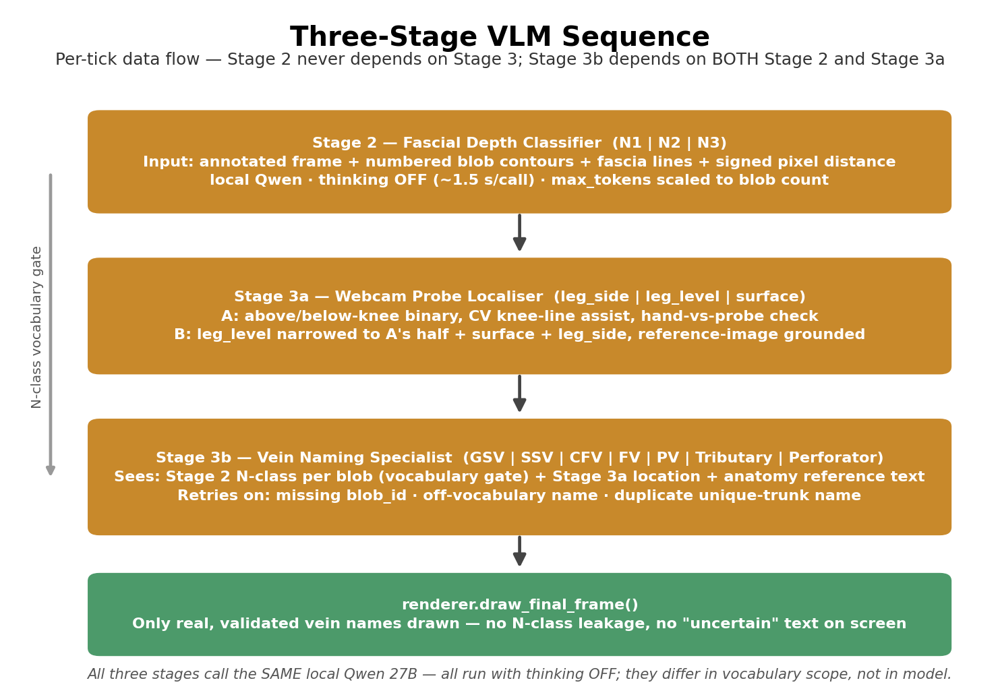 Three-Stage VLM Sequence
Per-tick data flow — Stage 2 never depends on Stage 3; Stage 3b depends on BOTH Stage 2 and Stage 3a
Stage 2 — Fascial Depth Classifier  (N1 | N2 | N3)
Input: annotated frame + numbered blob contours + fascia lines + signed pixel distance
local Qwen · thinking OFF (~1.5 s/call) · max_tokens scaled to blob count
N-class vocabulary gate
Stage 3a — Webcam Probe Localiser  (leg_side | leg_level | surface)
A: above/below-knee binary, CV knee-line assist, hand-vs-probe check
B: leg_level narrowed to A's half + surface + leg_side, reference-image grounded
Stage 3b — Vein Naming Specialist  (GSV | SSV | CFV | FV | PV | Tributary | Perforator)
Sees: Stage 2 N-class per blob (vocabulary gate) + Stage 3a location + anatomy reference text
Retries on: missing blob_id · off-vocabulary name · duplicate unique-trunk name
renderer.draw_final_frame()
Only real, validated vein names drawn — no N-class leakage, no "uncertain" text on screen
All three stages call the SAME local Qwen 27B — all run with thinking OFF; they differ in vocabulary scope, not in model.